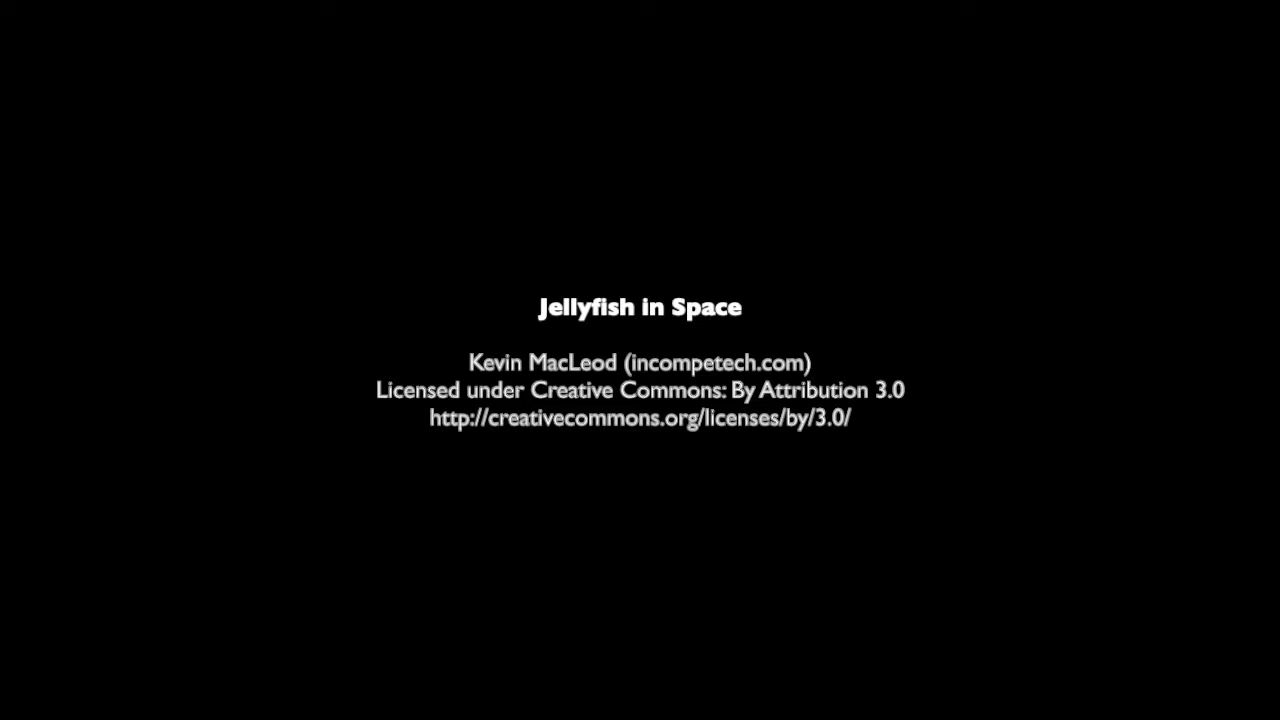 Jellyfish in Space
Kevin MacLeod (incompetech.com)
Licensed under Creative Commons: By Attribution 3.0
http://creativecommons.org/licenses/by/3.0/